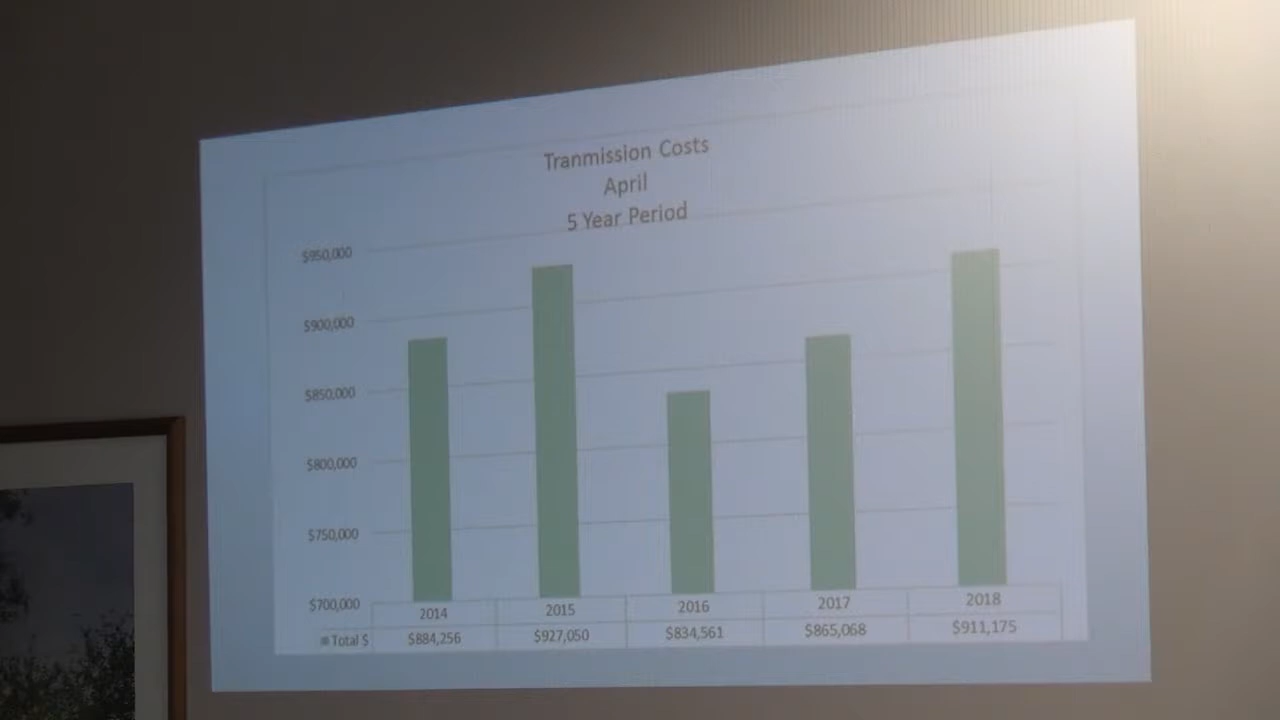 Tranmission Costs
April
5 Year Period
$950,000
$900,000
$850,000
$800,000
$750,000
$700,000
2014 2015 2016 2017 2018
Total $ $884,256 $927,050 $834,561 $865,068 $911,175